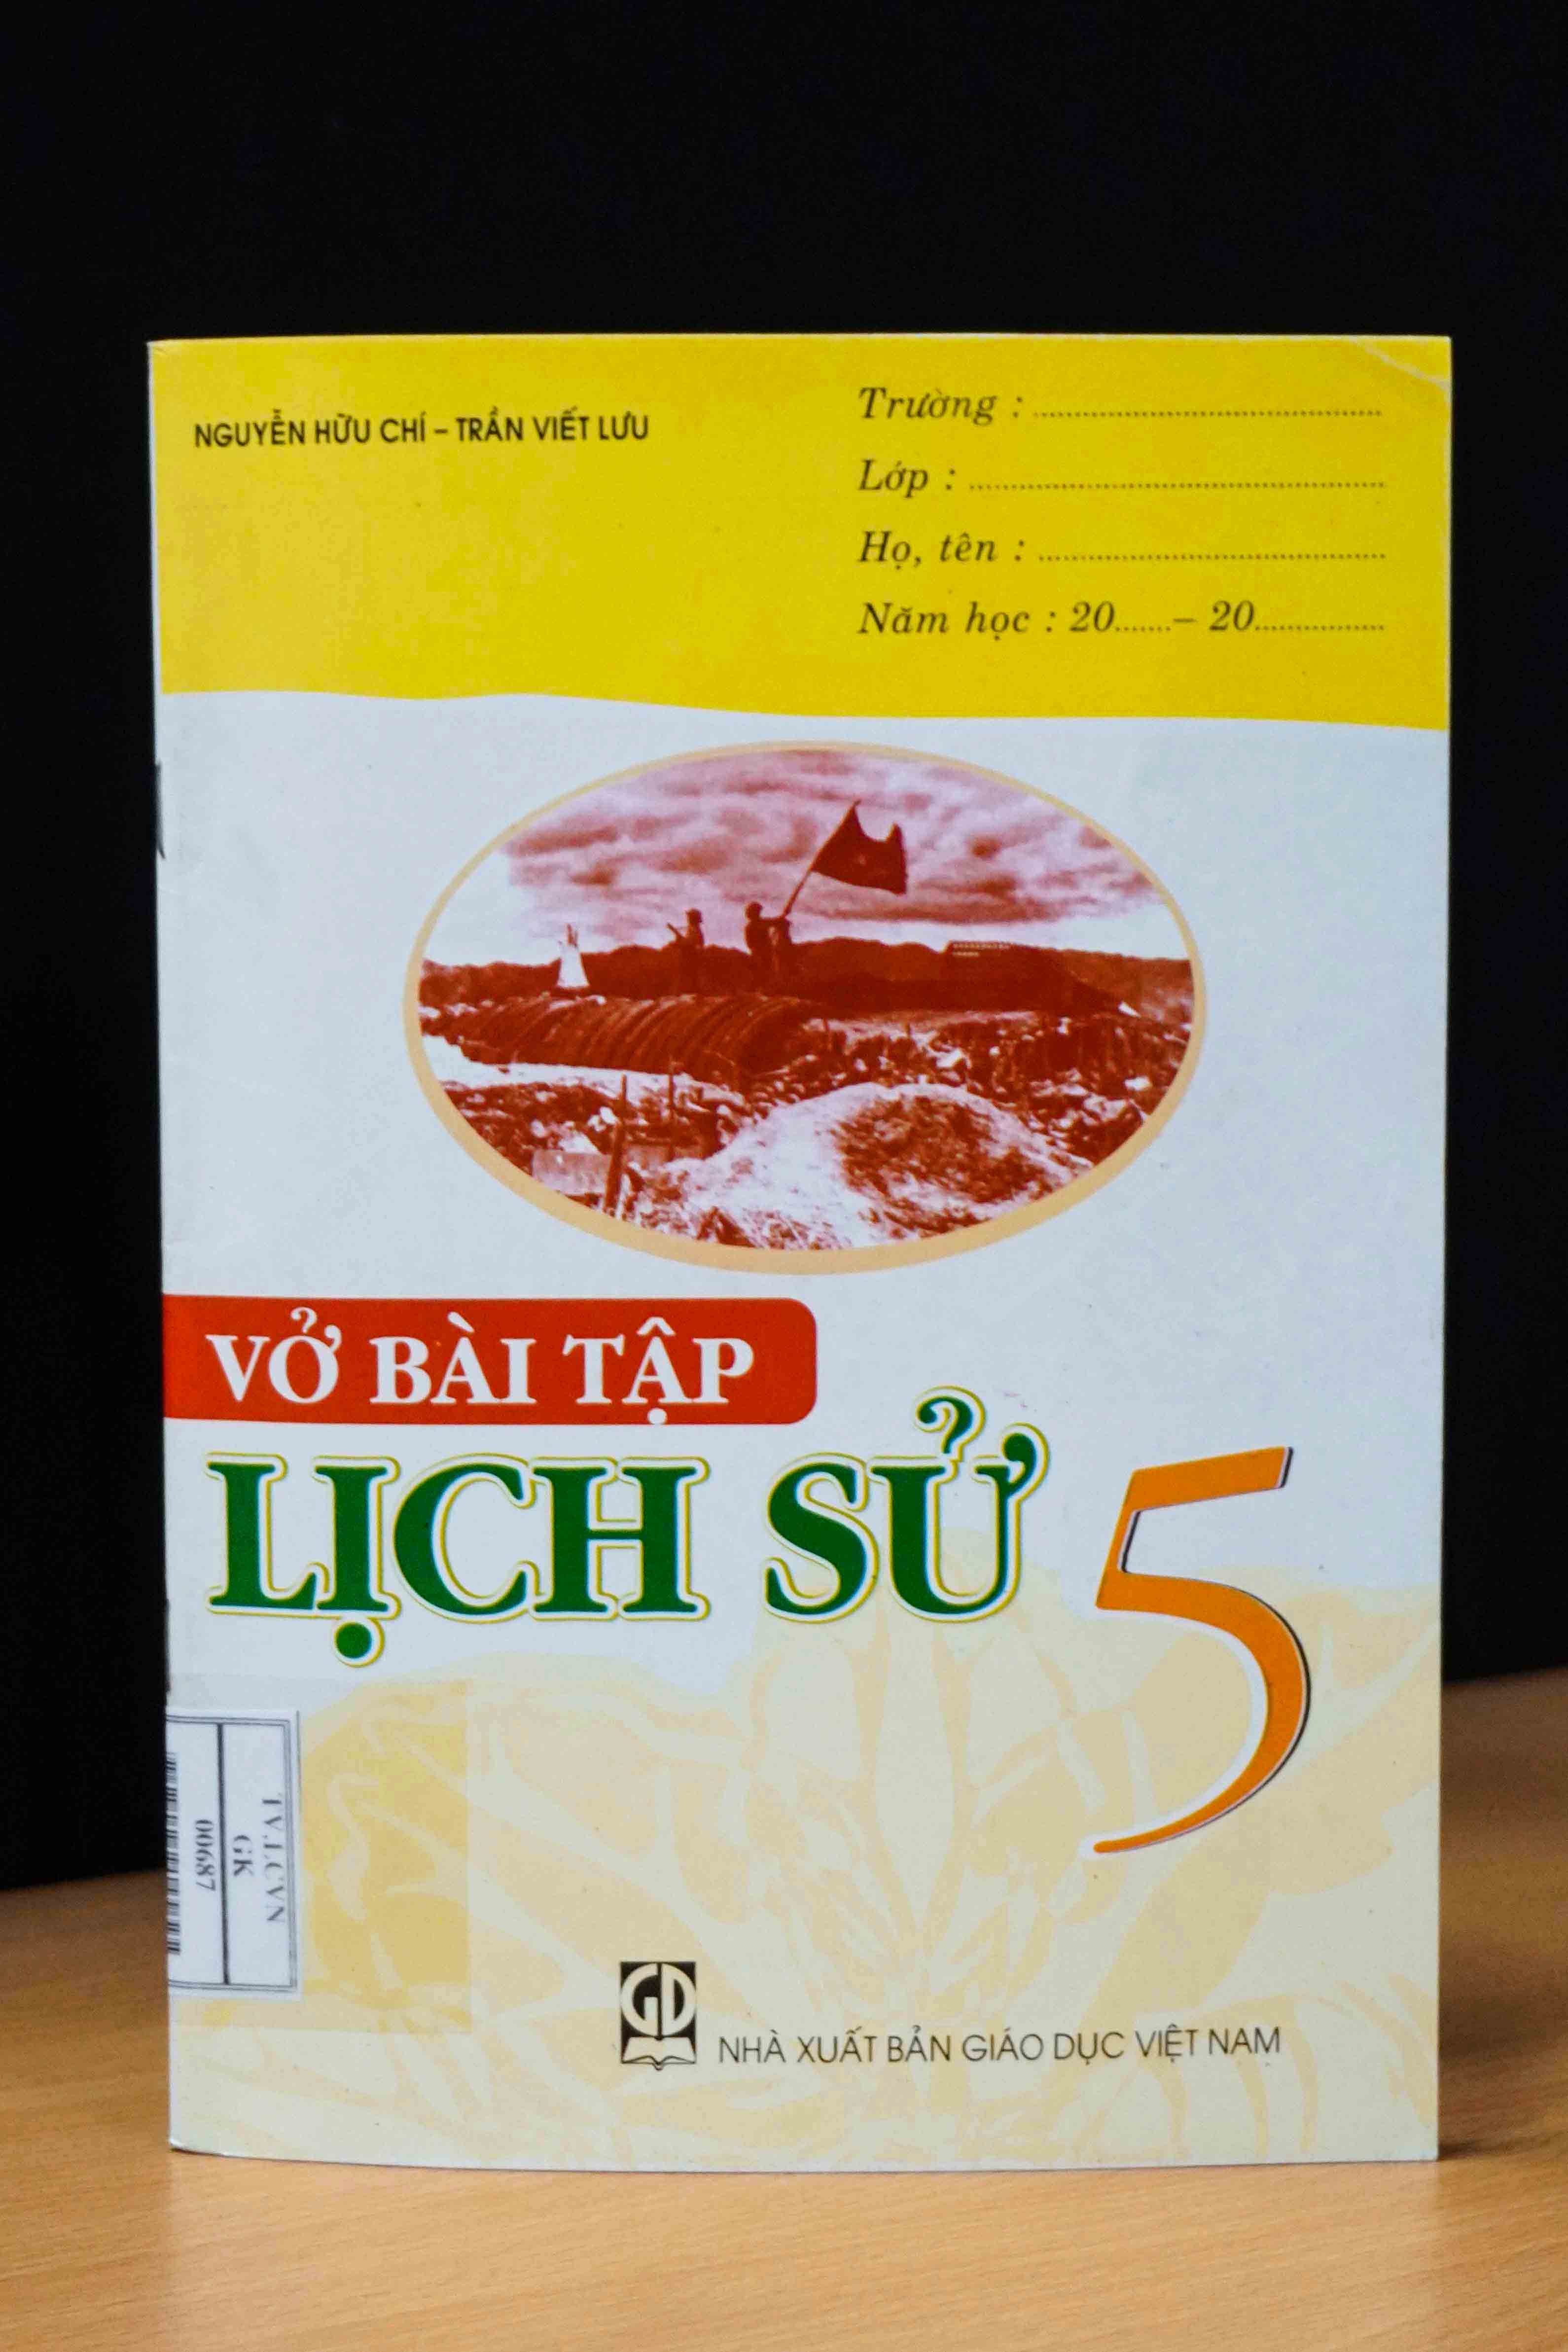 NGUYỄN HỮU CHÍ – TRẦN VIẾT LƯU
Trường : ..........................................
Lớp : ..........................................
Họ, tên : ..........................................
Năm học : 20.......– 20................
VỞ BÀI TẬP
LỊCH SỬ 5
TV.LCVN
GK
00687
GD
NHÀ XUẤT BẢN GIÁO DỤC VIỆT NAM